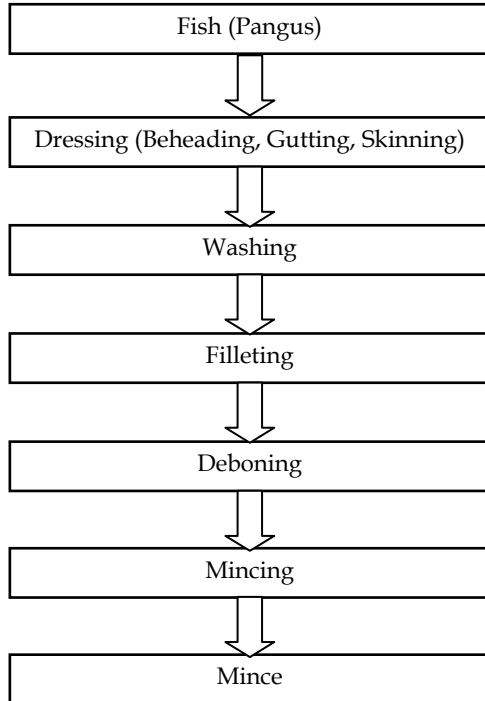 Fish (Pangus)
Dressing (Beheading, Gutting, Skinning)
Washing
Filleting
Deboning
Mincing
Mince